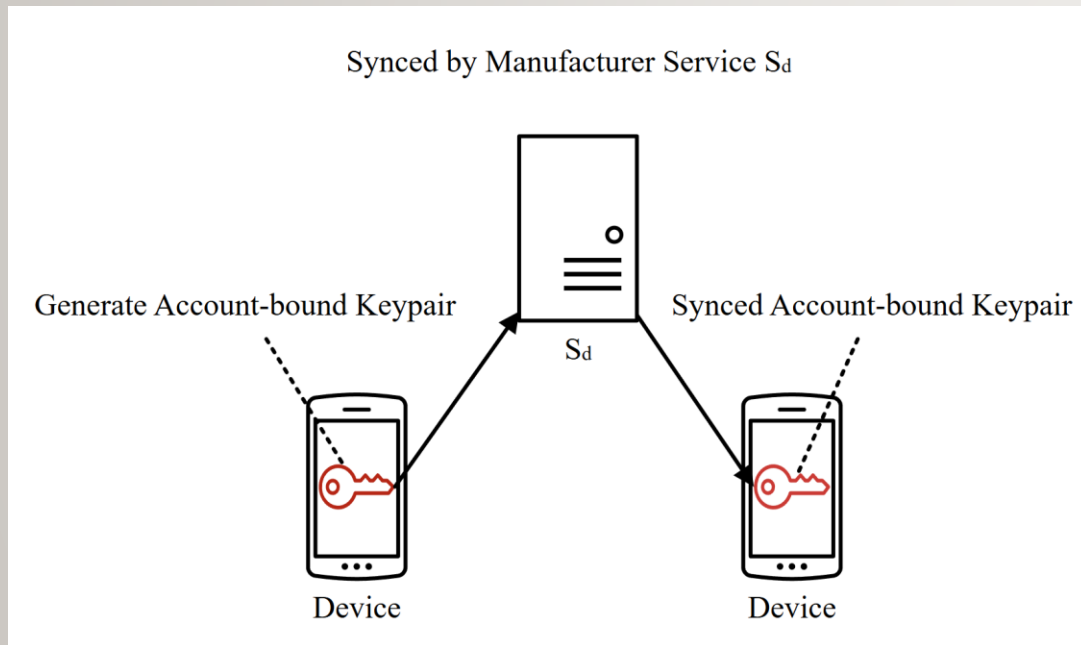 Synced by Manufacturer Service Sd
Generate Account-bound Keypair
Synced Account-bound Keypair
Sd
Device
Device